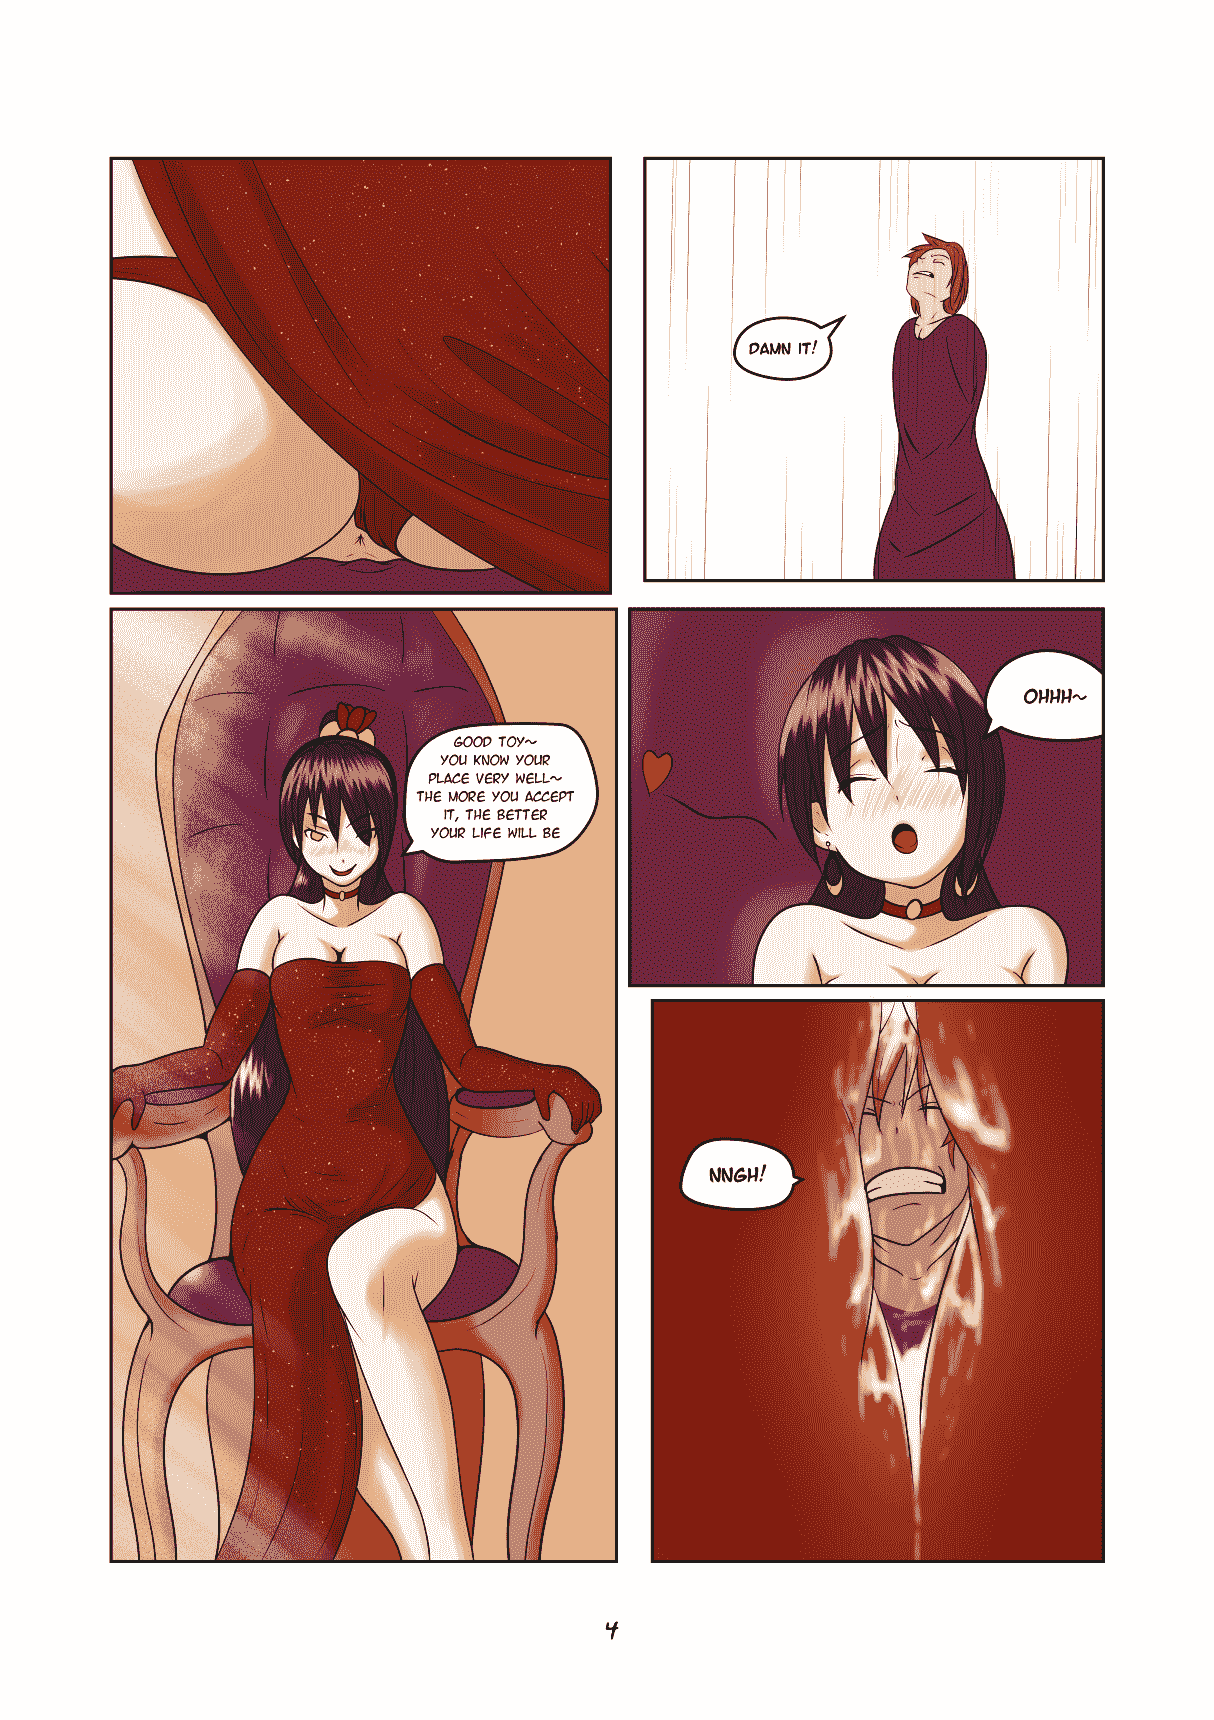 DAMN IT!
GOOD TOY~
YOU KNOW YOUR
PLACE VERY WELL~
THE MORE YOU ACCEPT
IT, THE BETTER
YOUR LIFE WILL BE
OHHH~
NNGH!
4